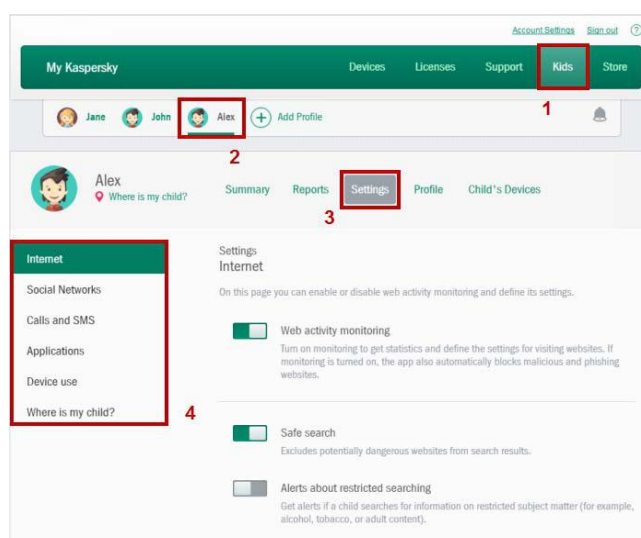 Account Settings Sign out ?
My Kaspersky Devices Licenses Support Kids Store
1
Jane John Alex + Add Profile
2
Alex
Where is my child?
Summary Reports Settings Profile Child's Devices
3
Internet
Social Networks
Calls and SMS
Applications
Device use
Where is my child?
4
Settings
Internet
On this page you can enable or disable web activity monitoring and define its settings.
Web activity monitoring
Turn on monitoring to get statistics and define the settings for visiting websites. If
monitoring is turned on, the app also automatically blocks malicious and phishing
websites.
Safe search
Excludes potentially dangerous websites from search results.
Alerts about restricted searching
Get alerts if a child searches for information on restricted subject matter (for example,
alcohol, tobacco, or adult content).